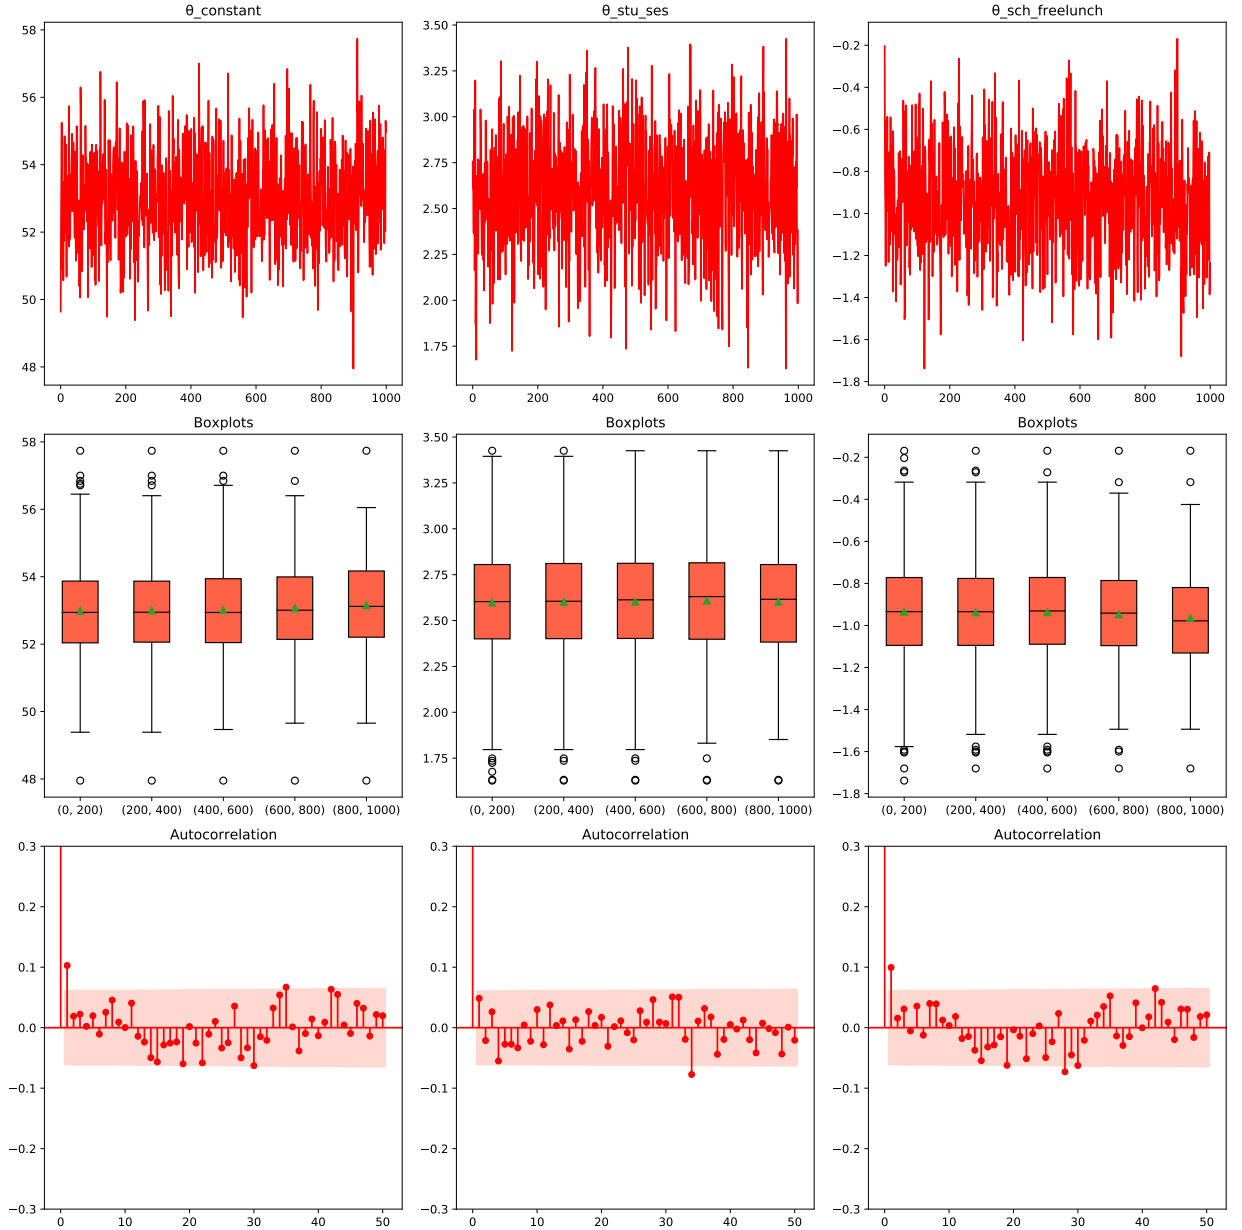 θ_constant θ_stu_ses θ_sch_freelunch
58 3.50 −0.2
56 3.25 −0.4
54 3.00 −0.6
52 2.75 −0.8
50 2.50 −1.0
48 2.25 −1.2
2.00 −1.4
1.75 −1.6
−1.8
0 200 400 600 800 1000 0 200 400 600 800 1000 0 200 400 600 800 1000
Boxplots Boxplots Boxplots
58 3.50 −0.2
56 3.25 −0.4
54 3.00 −0.6
52 2.75 −0.8
50 2.50 −1.0
48 2.25 −1.2
2.00 −1.4
1.75 −1.6
−1.8
(0, 200) (200, 400) (400, 600) (600, 800) (800, 1000) (0, 200) (200, 400) (400, 600) (600, 800) (800, 1000) (0, 200) (200, 400) (400, 600) (600, 800) (800, 1000)
Autocorrelation Autocorrelation Autocorrelation
0.3 0.3 0.3
0.2 0.2 0.2
0.1 0.1 0.1
0.0 0.0 0.0
−0.1 −0.1 −0.1
−0.2 −0.2 −0.2
−0.3 −0.3 −0.3
0 10 20 30 40 50 0 10 20 30 40 50 0 10 20 30 40 50